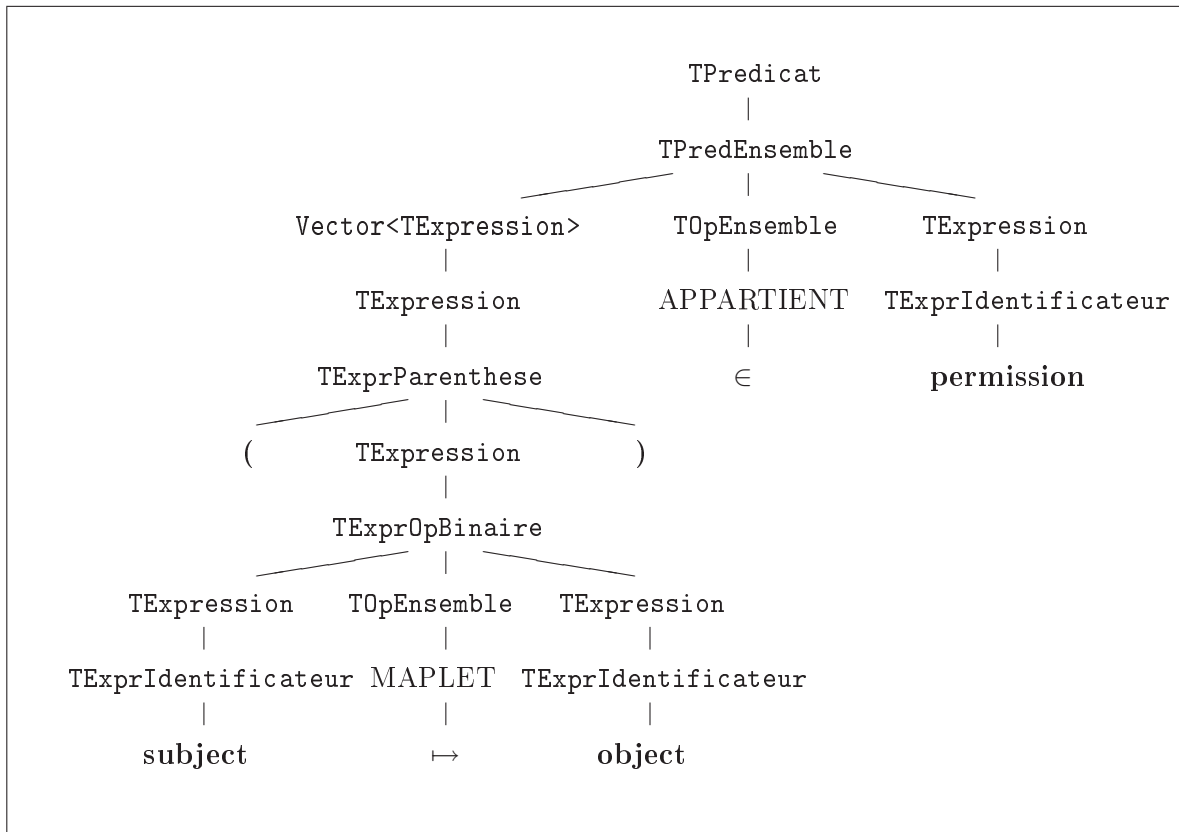 TPredicat
TPredEnsemble
Vector<TExpression> TOpEnsemble TExpression
TExpression APPARTIENT TExprIdentificateur
TExprParenthese ∈ permission
( TExpression )
TExprOpBinaire
TExpression TOpEnsemble TExpression
TExprIdentificateur MAPLET TExprIdentificateur
subject ↦ object